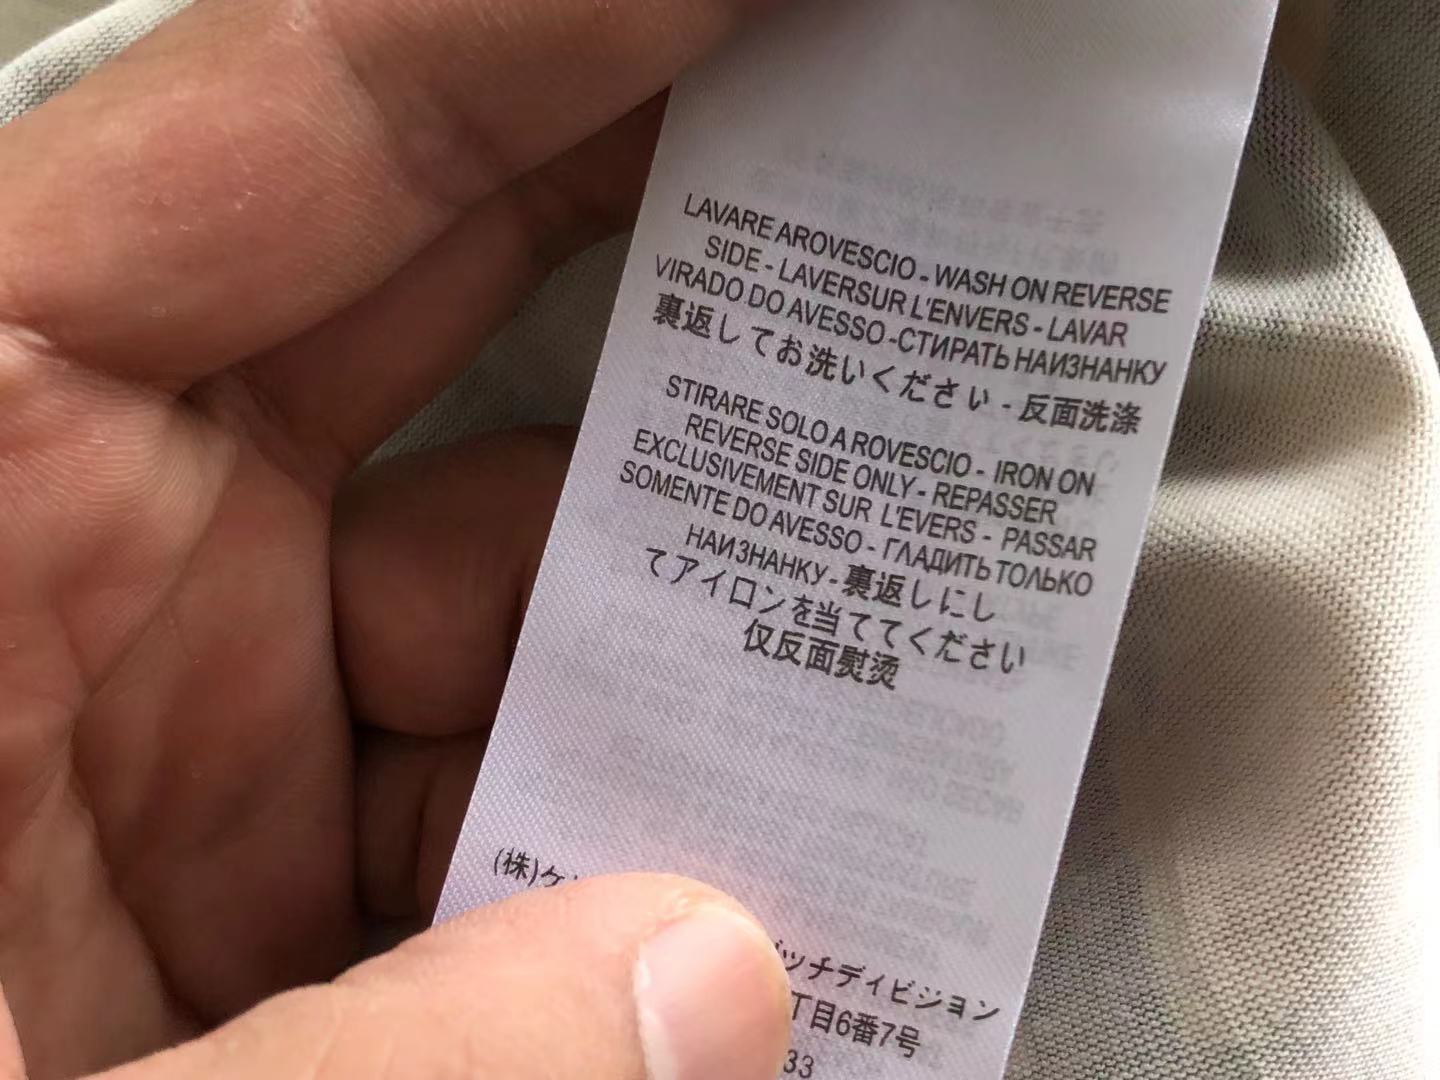 LAVARE AROVESCIO - WASH ON REVERSE
SIDE - LAVERSUR L'ENVERS - LAVAR
VIRADO DO AVESSO -СТИРАТЬ НАИЗНАНКУ
裏返してお洗いください - 反面洗涤
STIRARE SOLO A ROVESCIO - IRON ON
REVERSE SIDE ONLY - REPASSER
EXCLUSIVEMENT SUR L'EVERS - PASSAR
SOMENTE DO AVESSO - ГЛАДИТЬ ТОЛЬКО
НАИЗНАНКУ - 裏返しにし
てアイロンを当ててください
仅反面熨烫
(株)ケ
ッチディビジョン
丁目6番7号
33